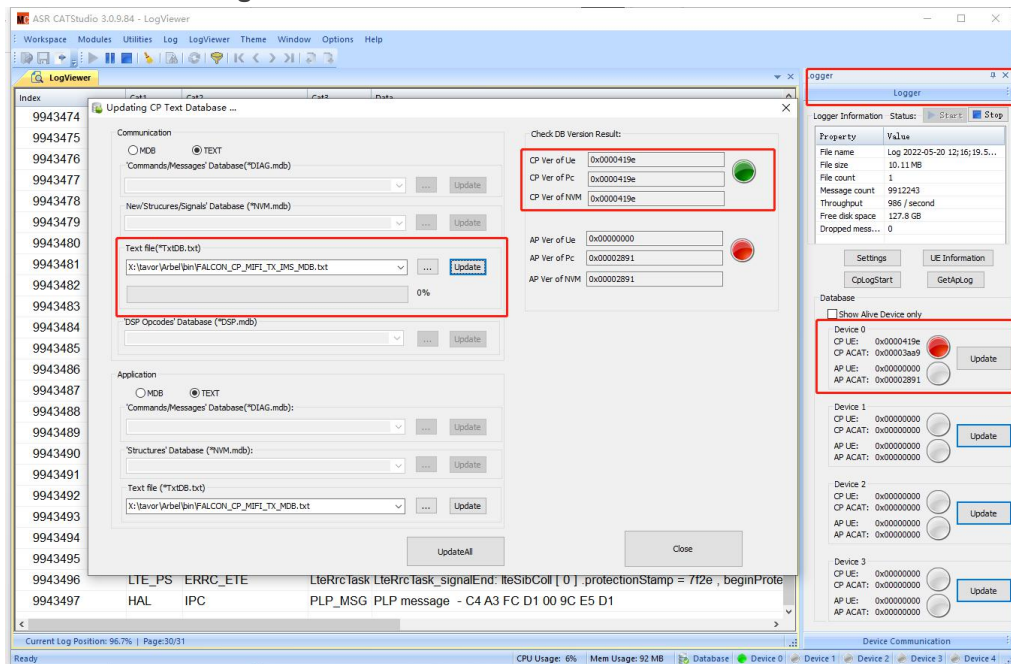 ASR CATStudio 3.0.9.84 - LogViewer
Workspace Modules Utilities Log LogViewer Theme Window Options Help
LogViewer
Index Cat1 Cat2 Cat3 Data
9943474
9943475
9943476
9943477
9943478
9943479
9943480
9943481
9943482
9943483
9943484
9943485
9943486
9943487
9943488
9943489
9943490
9943491
9943492
9943493
9943494
9943495
9943496 LTE_PS ERRC_ETE LteRrcTask LteRrcTask_signalEnd: lteSibColl [ 0 ] .protectionStamp = 7f2e , beginProte
9943497 HAL IPC PLP_MSG PLP message - C4 A3 FC D1 00 9C E5 D1
Current Log Position: 96.7% | Page:30/31
Updating CP Text Database ...
Communication
MDB TEXT
'Commands/Messages' Database(*DIAG.mdb)
... Update
New'Strucures/Signals' Database (*NVM.mdb)
... Update
Text file(*TxtDB.txt)
X:\tavor\Arbel\bin\FALCON_CP_MIFI_TX_IMS_MDB.txt ... Update
0%
'DSP Opcodes' Database (*DSP.mdb)
... Update
Application
MDB TEXT
'Commands/Messages' Database(*DIAG.mdb):
... Update
'Structures' Database (*NVM.mdb):
... Update
Text file (*TxtDB.txt)
X:\tavor\Arbel\bin\FALCON_CP_MIFI_TX_MDB.txt ... Update
UpdateAll
Check DB Version Result:
CP Ver of Ue 0x0000419e
CP Ver of Pc 0x0000419e
CP Ver of NVM 0x0000419e
AP Ver of Ue 0x00000000
AP Ver of Pc 0x00002891
AP Ver of NVM 0x00002891
Close
ogger
Logger
Logger Information Status: Start Stop
Property Value
File name Log 2022-05-20 12;16;19.5...
File size 10.11 MB
File count 1
Message count 9912243
Throughput 986 / second
Free disk space 127.8 GB
Dropped mess... 0
Settings UE Information
CpLogStart GetApLog
Database
Show Alive Device only
Device 0
CP UE: 0x0000419e
CP ACAT: 0x00003aa9
Update
AP UE: 0x00000000
AP ACAT: 0x00002891
Device 1
CP UE: 0x00000000
CP ACAT: 0x00000000
Update
AP UE: 0x00000000
AP ACAT: 0x00000000
Device 2
CP UE: 0x00000000
CP ACAT: 0x00000000
Update
AP UE: 0x00000000
AP ACAT: 0x00000000
Device 3
CP UE: 0x00000000
CP ACAT: 0x00000000
Update
AP UE: 0x00000000
AP ACAT: 0x00000000
Device Communication
Ready CPU Usage: 6% Mem Usage: 92 MB Database Device 0 Device 1 Device 2 Device 3 Device 4